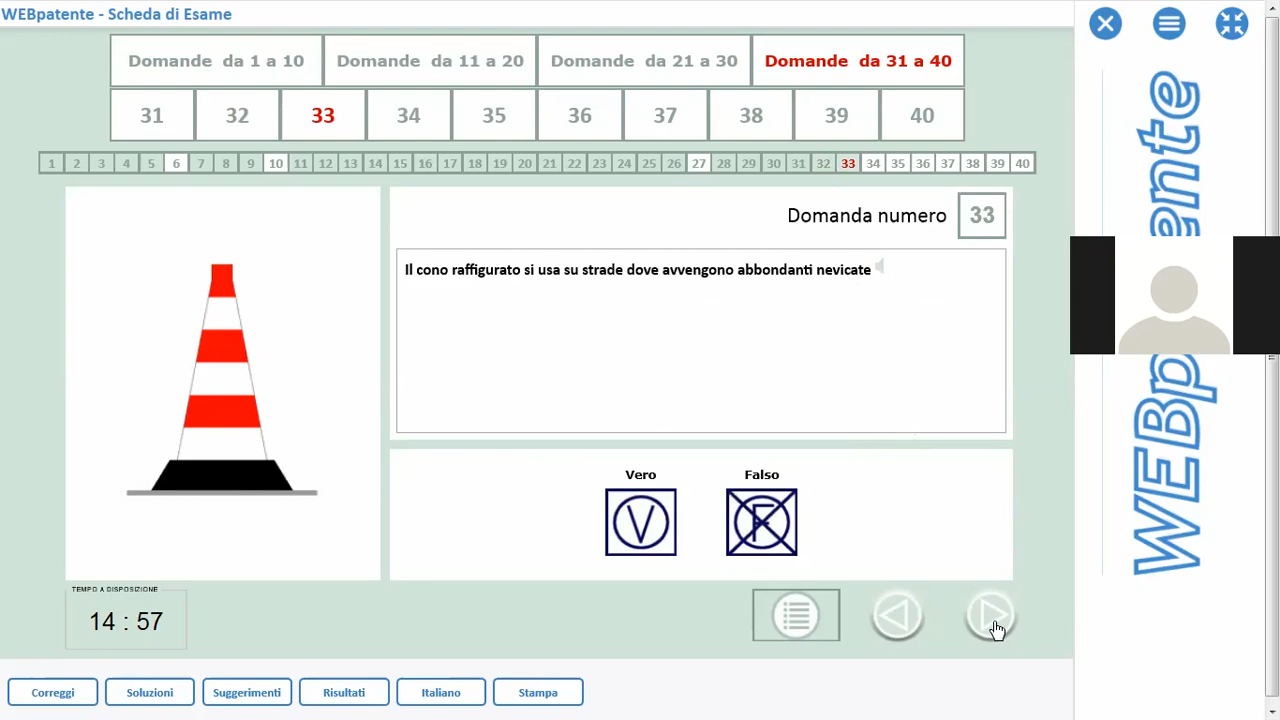 WEBpatente - Scheda di Esame
Domande da 1 a 10 Domande da 11 a 20 Domande da 21 a 30 Domande da 31 a 40
31 32 33 34 35 36 37 38 39 40
1 2 3 4 5 6 7 8 9 10 11 12 13 14 15 16 17 18 19 20 21 22 23 24 25 26 27 28 29 30 31 32 33 34 35 36 37 38 39 40
Domanda numero 33
Il cono raffigurato si usa su strade dove avvengono abbondanti nevicate
Vero Falso
V F
TEMPO A DISPOSIZIONE
14 : 57
Correggi Soluzioni Suggerimenti Risultati Italiano Stampa
WEBp ente